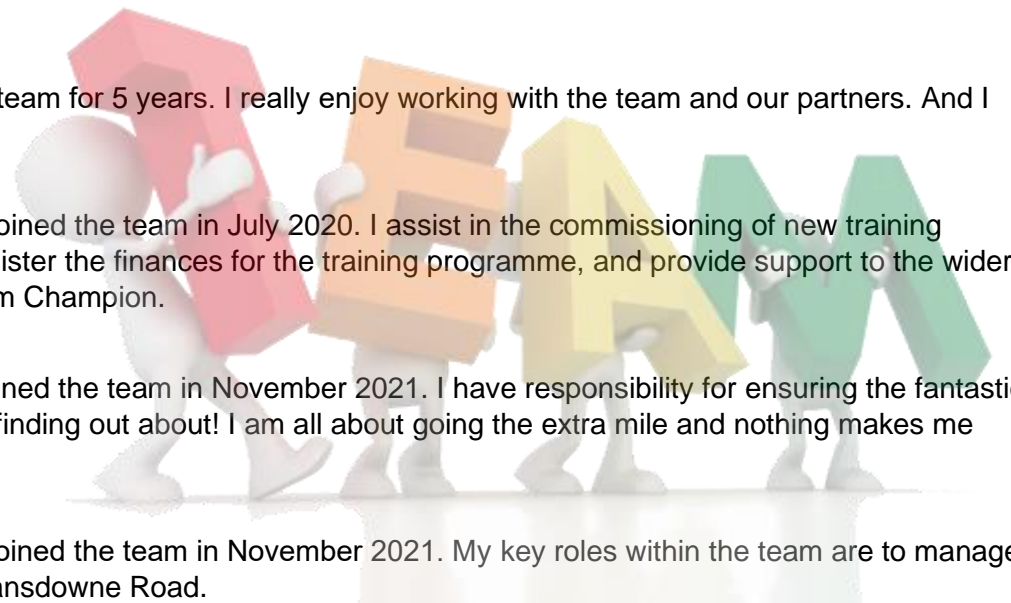 team for 5 years. I really enjoy working with the team and our partners. And I
oined the team in July 2020. I assist in the commissioning of new training
ister the finances for the training programme, and provide support to the wider
m Champion.
ned the team in November 2021. I have responsibility for ensuring the fantasti
finding out about! I am all about going the extra mile and nothing makes me
oined the team in November 2021. My key roles within the team are to manage
ansdowne Road.
TEAM